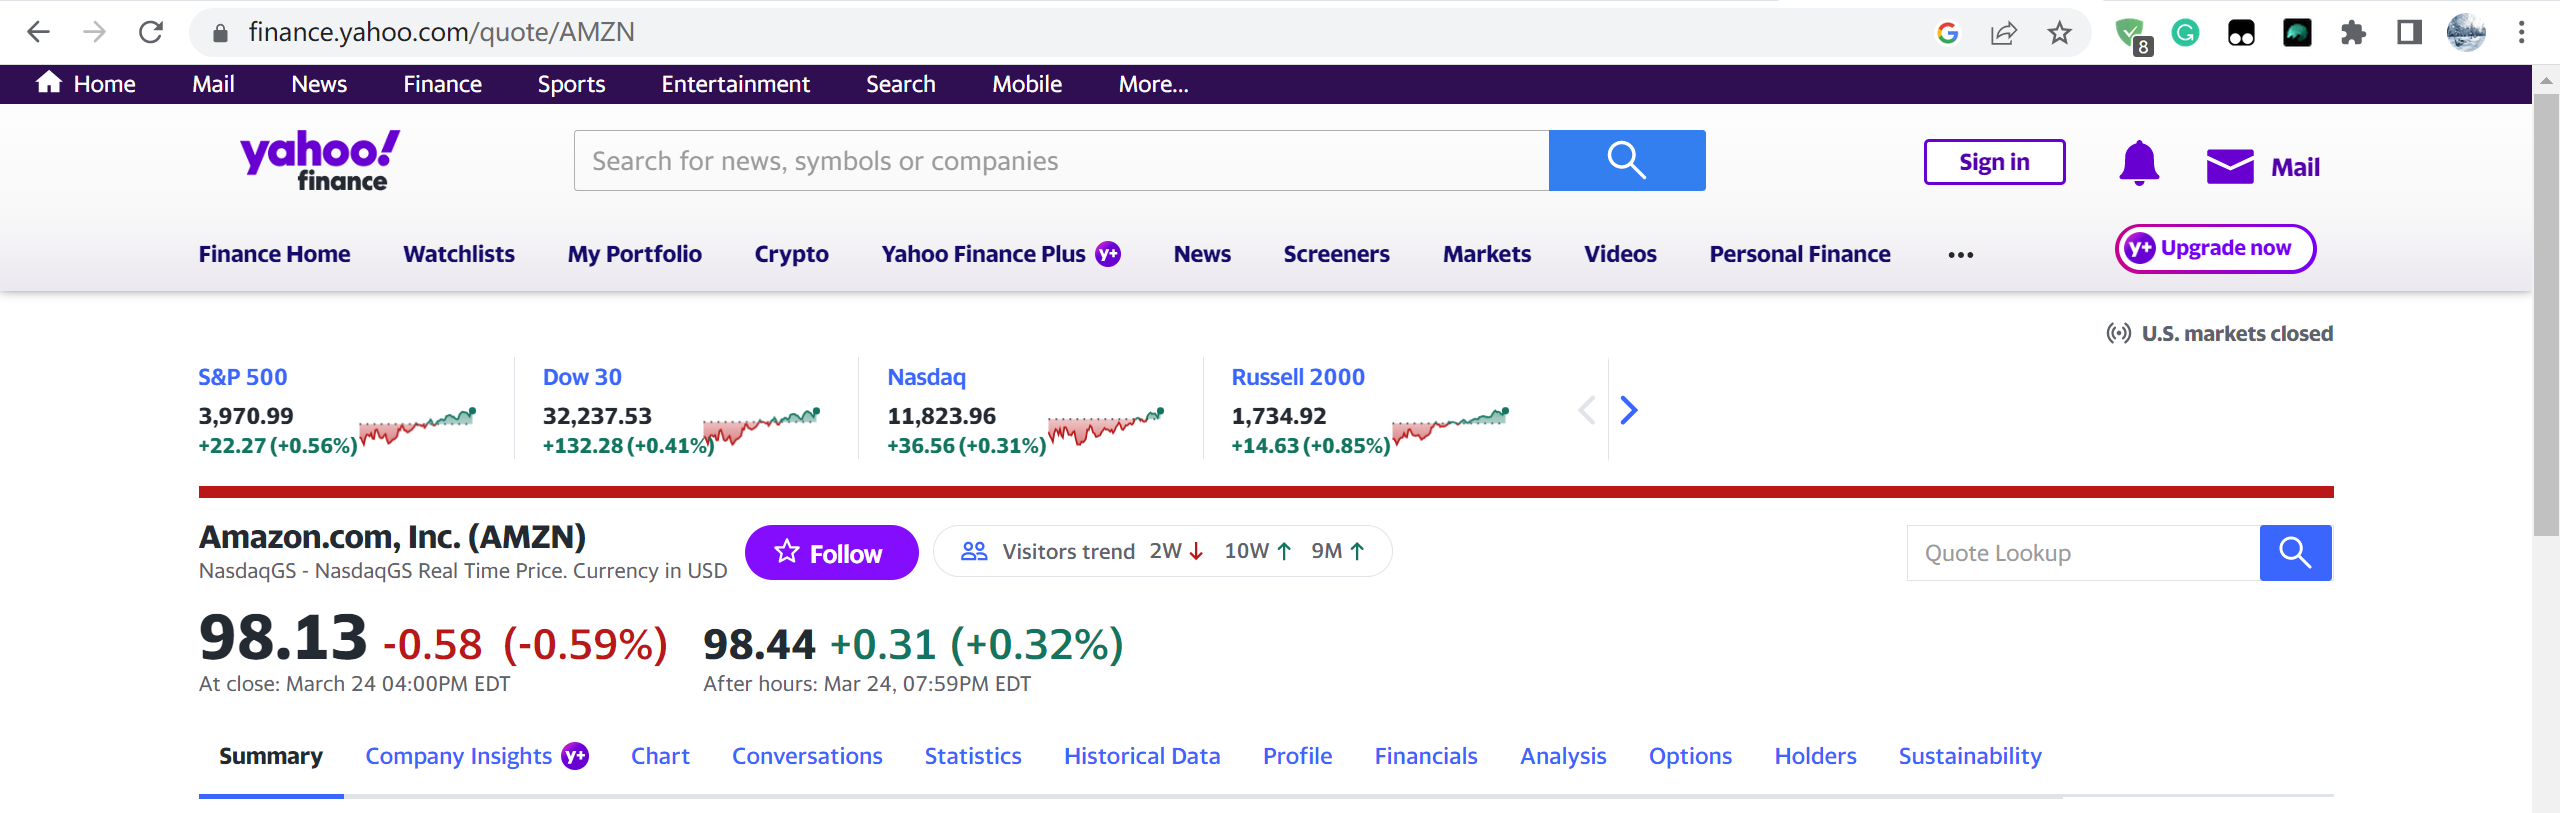 finance.yahoo.com/quote/AMZN
8
Home Mail News Finance Sports Entertainment Search Mobile More...
yahoo! finance
Search for news, symbols or companies
Sign in
Mail
Finance Home Watchlists My Portfolio Crypto Yahoo Finance Plus y+ News Screeners Markets Videos Personal Finance ••• y+ Upgrade now
U.S. markets closed
S&P 500 Dow 30 Nasdaq Russell 2000
3,970.99 32,237.53 11,823.96 1,734.92
+22.27 (+0.56%) +132.28 (+0.41%) +36.56 (+0.31%) +14.63 (+0.85%)
Amazon.com, Inc. (AMZN)
NasdaqGS - NasdaqGS Real Time Price. Currency in USD
Follow
Visitors trend 2W ↓ 10W ↑ 9M ↑
Quote Lookup
98.13 -0.58 (-0.59%) 98.44 +0.31 (+0.32%)
At close: March 24 04:00PM EDT After hours: Mar 24, 07:59PM EDT
Summary Company Insights y+ Chart Conversations Statistics Historical Data Profile Financials Analysis Options Holders Sustainability